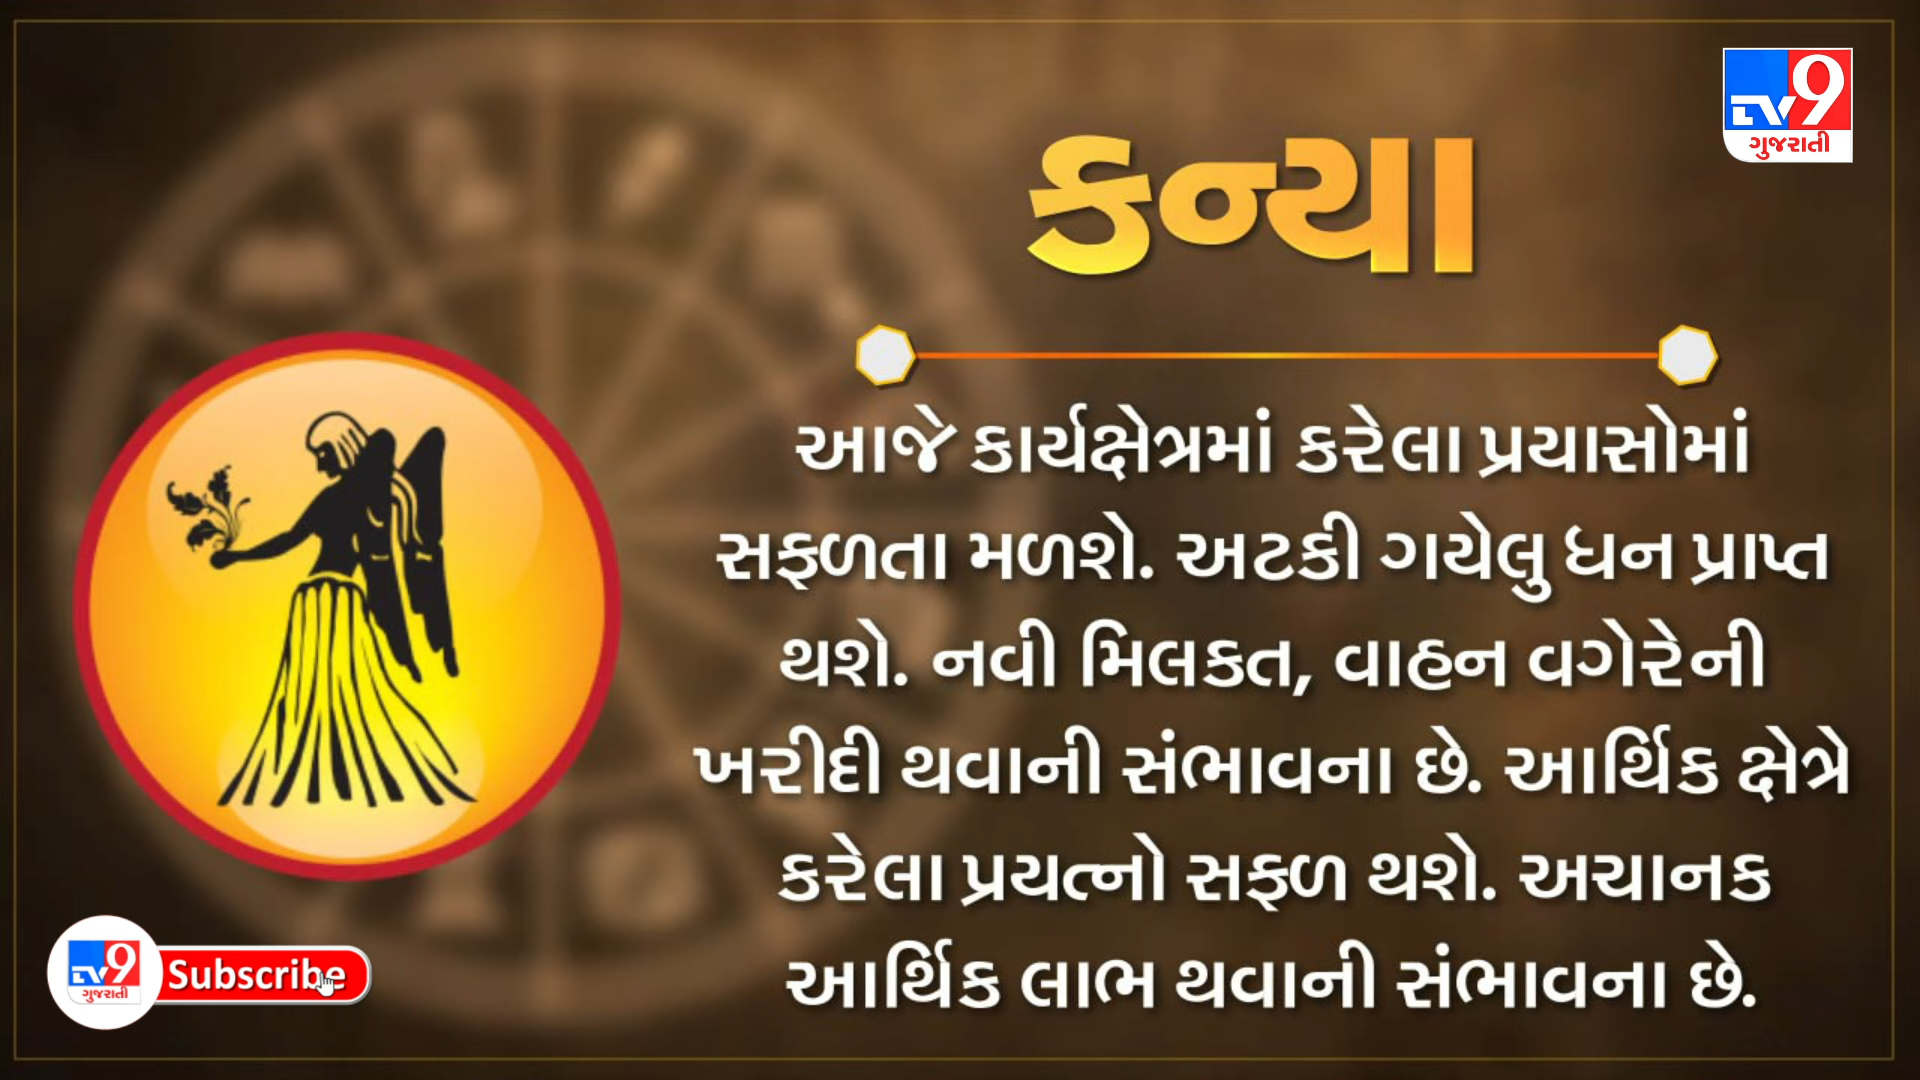 TV9
ગુજરાતી
કન્યા
આજે કાર્યક્ષેત્રમાં કરેલા પ્રયાસોમાં
સફળતા મળશે. અટકી ગયેલુ ધન પ્રાપ્ત
થશે. નવી મિલકત, વાહન વગેરેની
ખરીદી થવાની સંભાવના છે. આર્થિક ક્ષેત્રે
કરેલા પ્રયત્નો સફળ થશે. અચાનક
આર્થિક લાભ થવાની સંભાવના છે.
TV9
ગુજરાતી
Subscribe